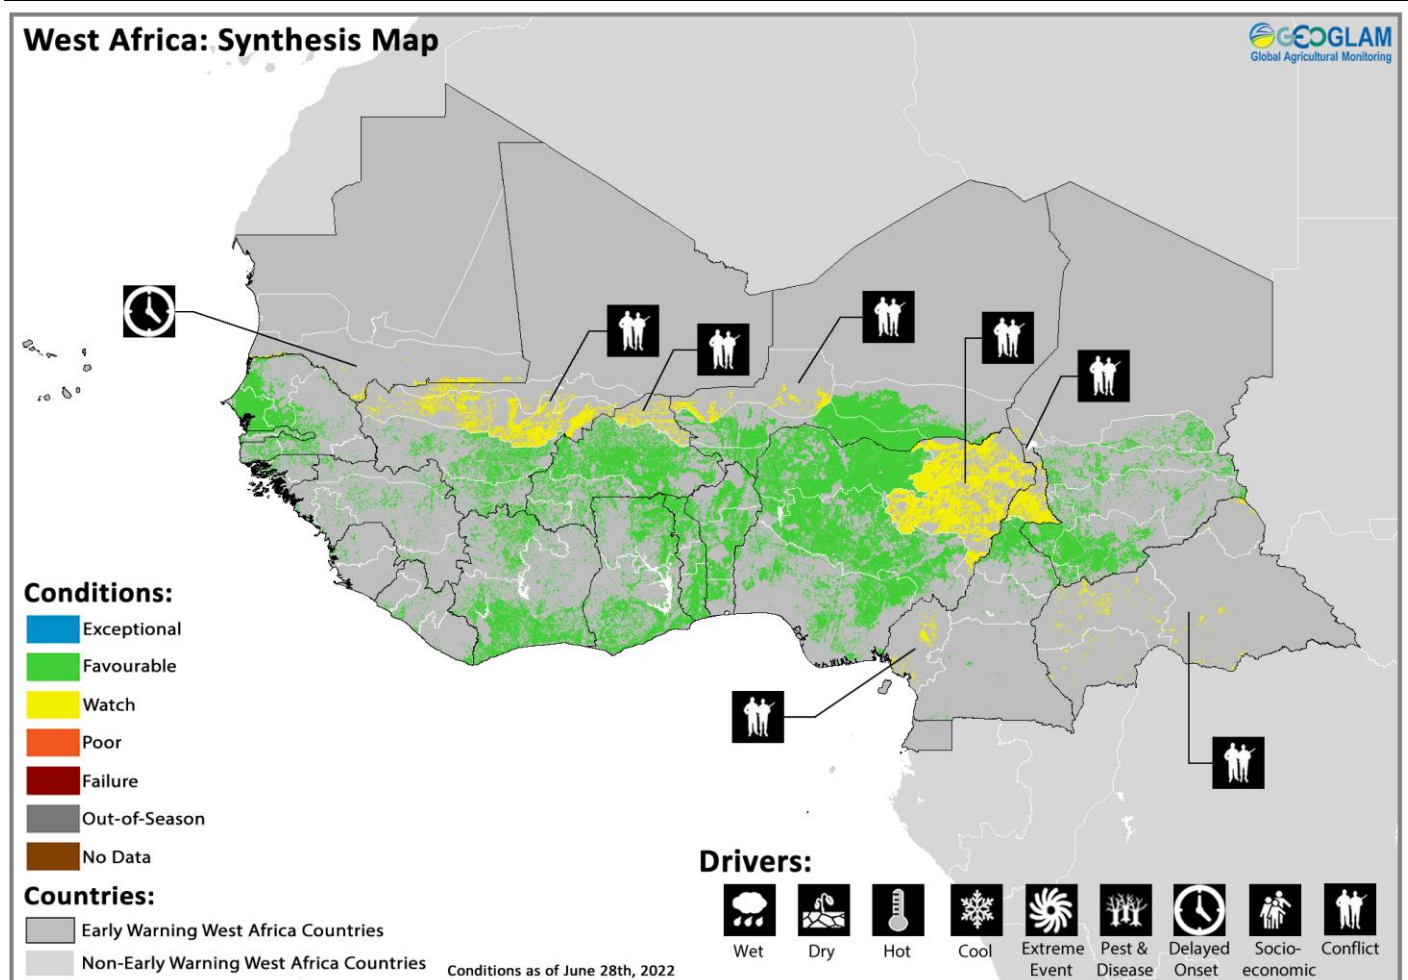 West Africa: Synthesis Map
GEOGLAM
Global Agricultural Monitoring
Conditions:
Exceptional
Favourable
Watch
Poor
Failure
Out-of-Season
No Data
Countries:
Early Warning West Africa Countries
Non-Early Warning West Africa Countries
Conditions as of June 28th, 2022
Drivers:
Wet
Dry
Hot
Cool
Extreme
Event
Pest &
Disease
Delayed
Onset
Socio-
economic
Conflict